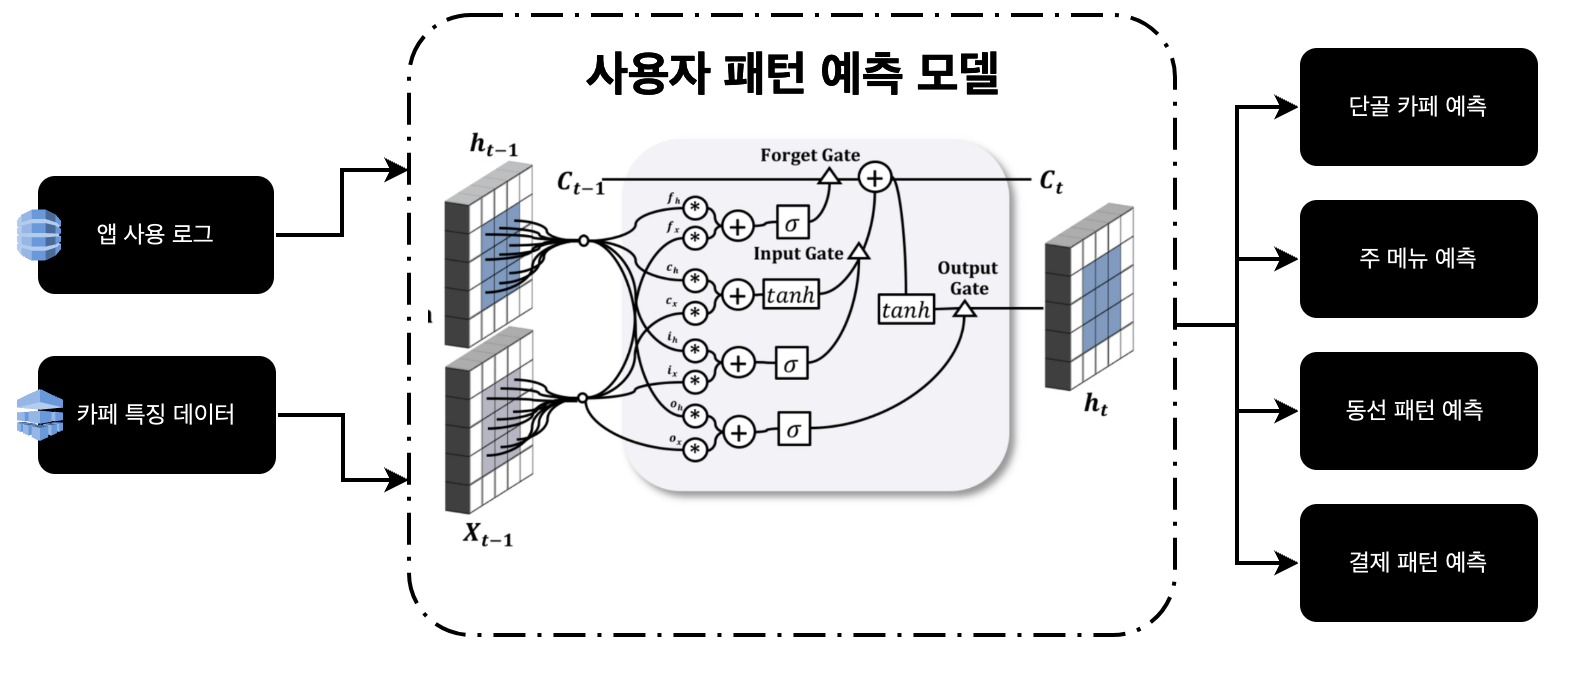 사용자 패턴 예측 모델
앱 사용 로그
카페 특징 데이터
h_{t-1}
C_{t-1}
Forget Gate
+
C_t
f_h
*
f_x
*
+
σ
Input Gate
c_h
*
c_x
*
+
tanh
Output
Gate
tanh
i_h
*
i_x
*
+
σ
o_h
*
o_x
*
+
σ
X_{t-1}
h_t
단골 카페 예측
주 메뉴 예측
동선 패턴 예측
결제 패턴 예측